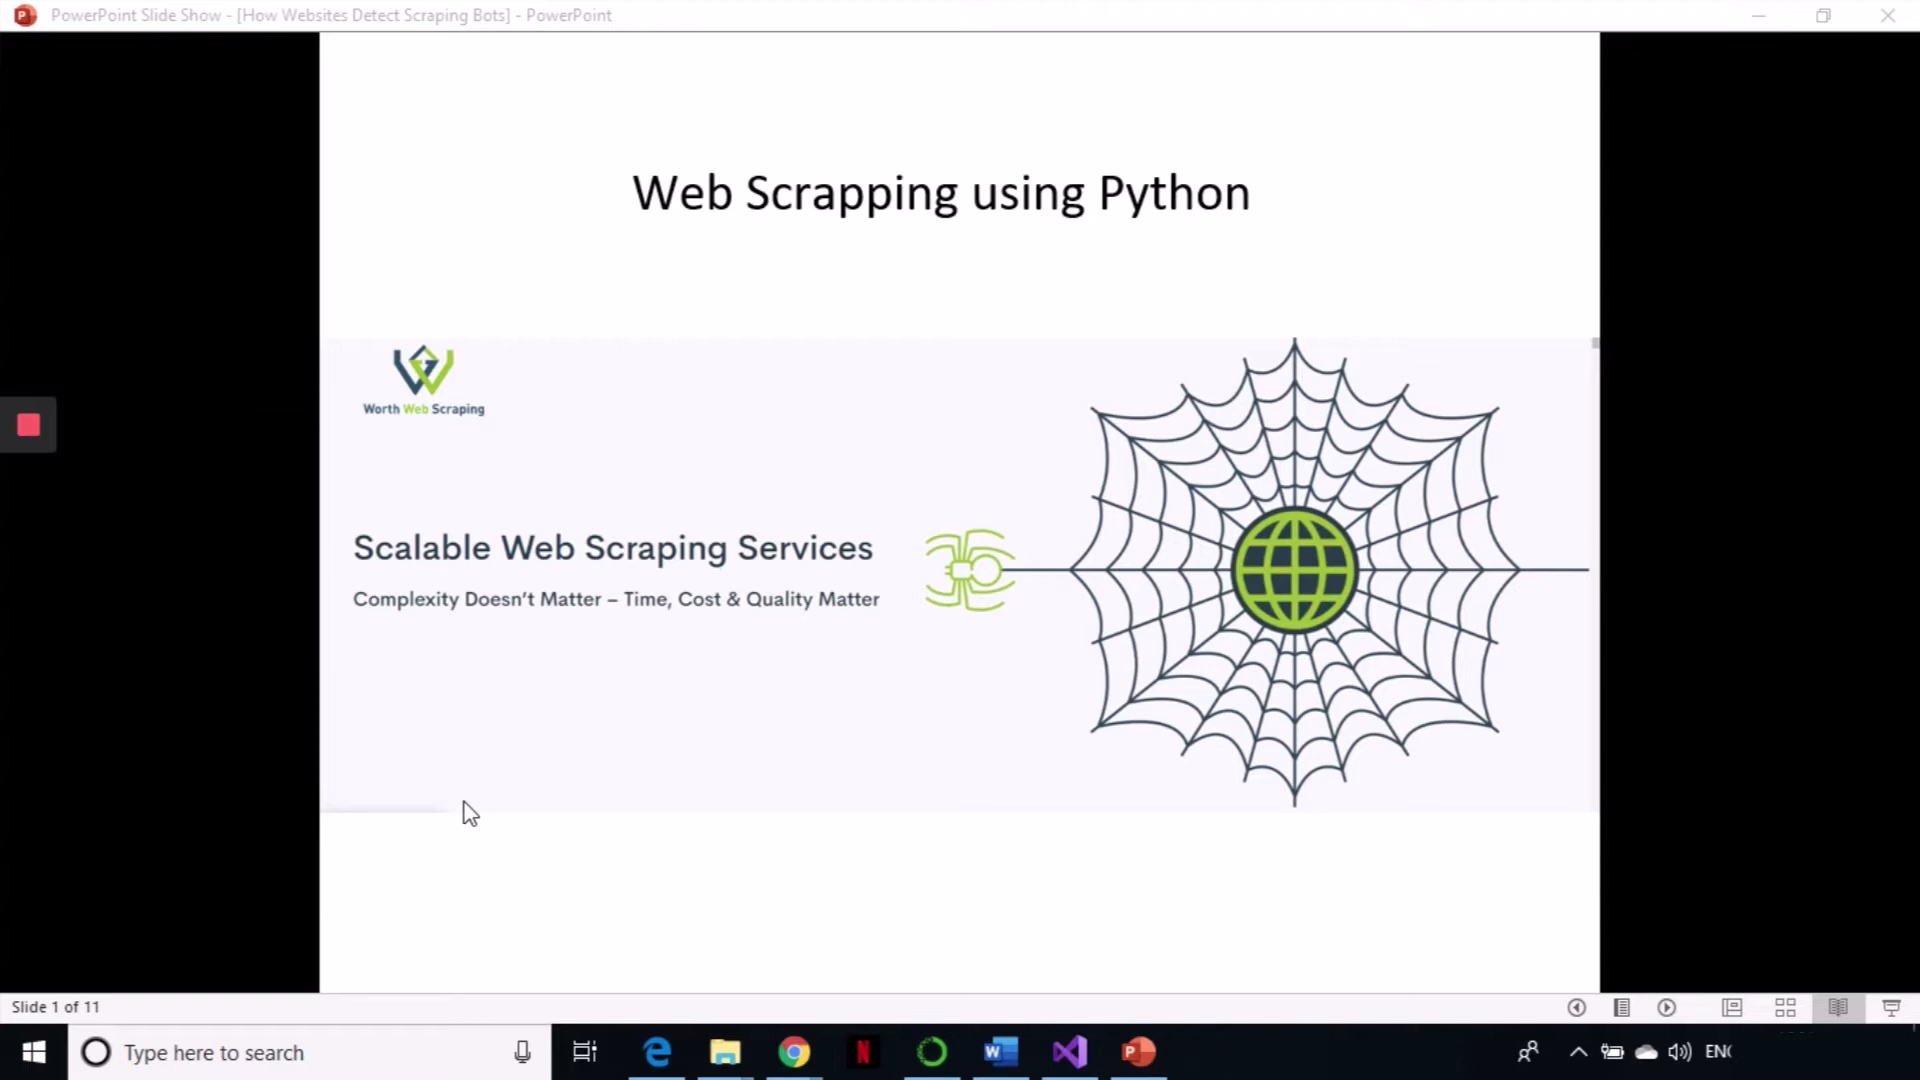 PowerPoint Slide Show - [How Websites Detect Scraping Bots] - PowerPoint
Web Scrapping using Python
Worth Web Scraping
Scalable Web Scraping Services
Complexity Doesn't Matter – Time, Cost & Quality Matter
Slide 1 of 11
Type here to search